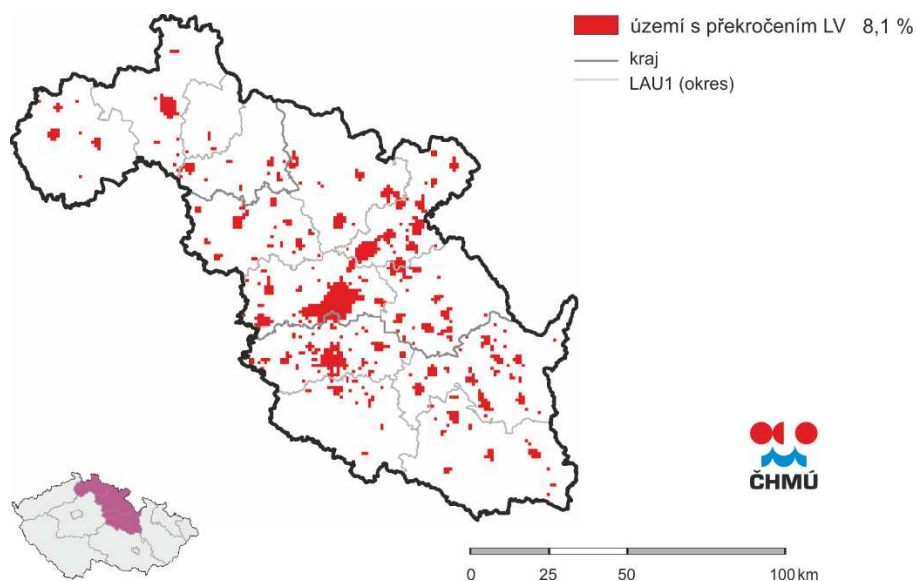 území s překročením LV 8,1 %
kraj
LAU1 (okres)
ČHMÚ
0 25 50 100 km